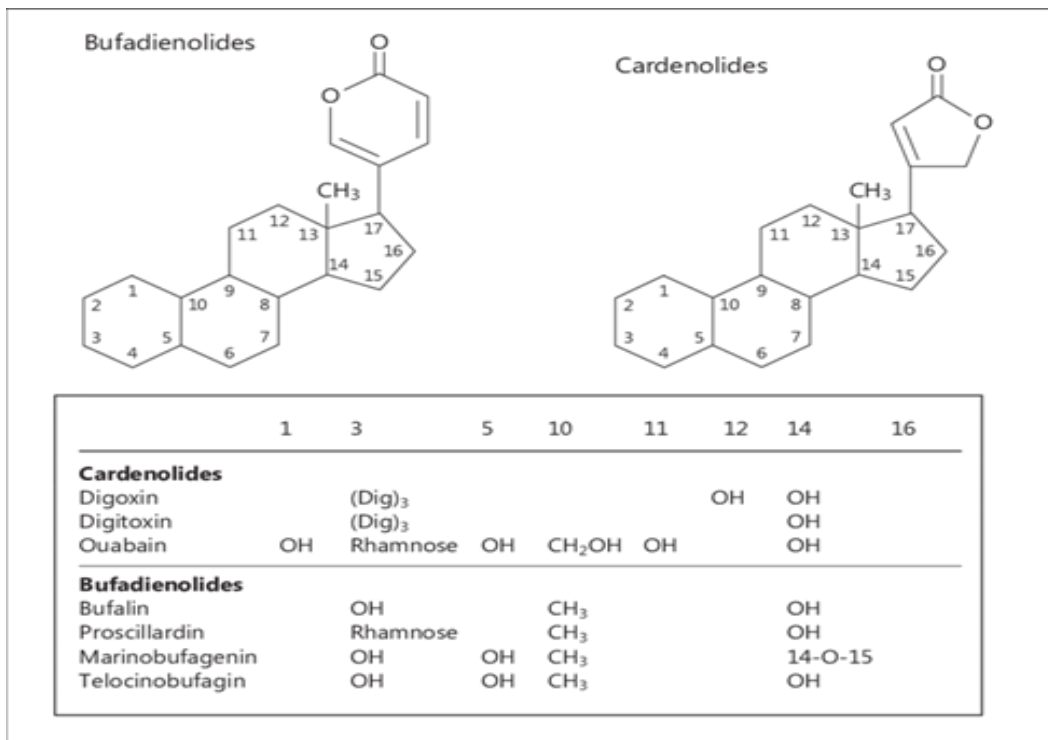 Bufadienolides
O
O
CH3
1
2
3
4
5
6
7
8
9
10
11
12
13
14
15
16
17
Cardenolides
O
O
CH3
1
2
3
4
5
6
7
8
9
10
11
12
13
14
15
16
17
1 3 5 10 11 12 14 16
Cardenolides
Digoxin (Dig)3 OH OH
Digitoxin (Dig)3 OH
Ouabain OH Rhamnose OH CH2OH OH OH
Bufadienolides
Bufalin OH CH3 OH
Proscillardin Rhamnose CH3 OH
Marinobufagenin OH OH CH3 14-O-15
Telocinobufagin OH OH CH3 OH